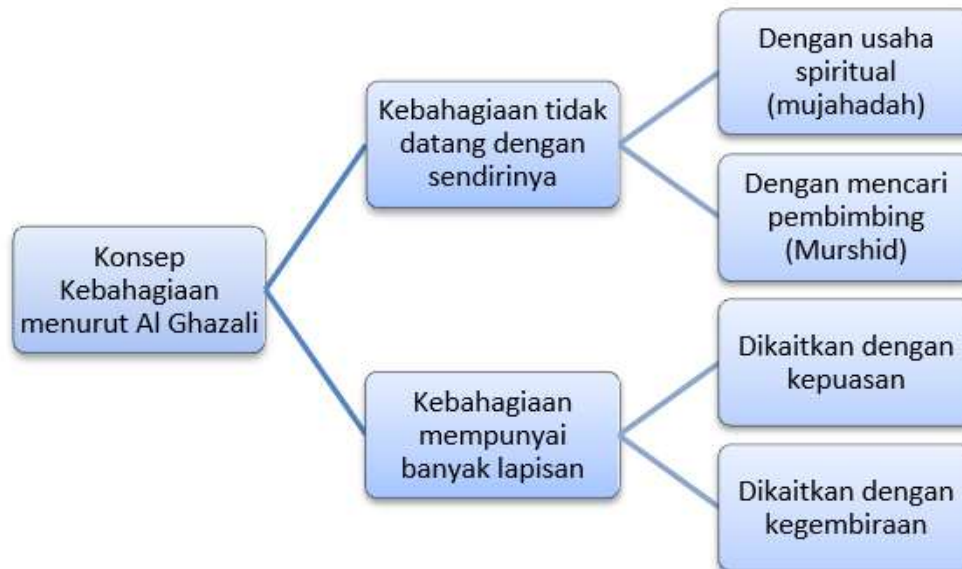 Konsep
Kebahagiaan
menurut Al Ghazali
Kebahagiaan tidak
datang dengan
sendirinya
Dengan usaha
spiritual
(mujahadah)
Dengan mencari
pembimbing
(Murshid)
Kebahagiaan
mempunyai
banyak lapisan
Dikaitkan dengan
kepuasan
Dikaitkan dengan
kegembiraan